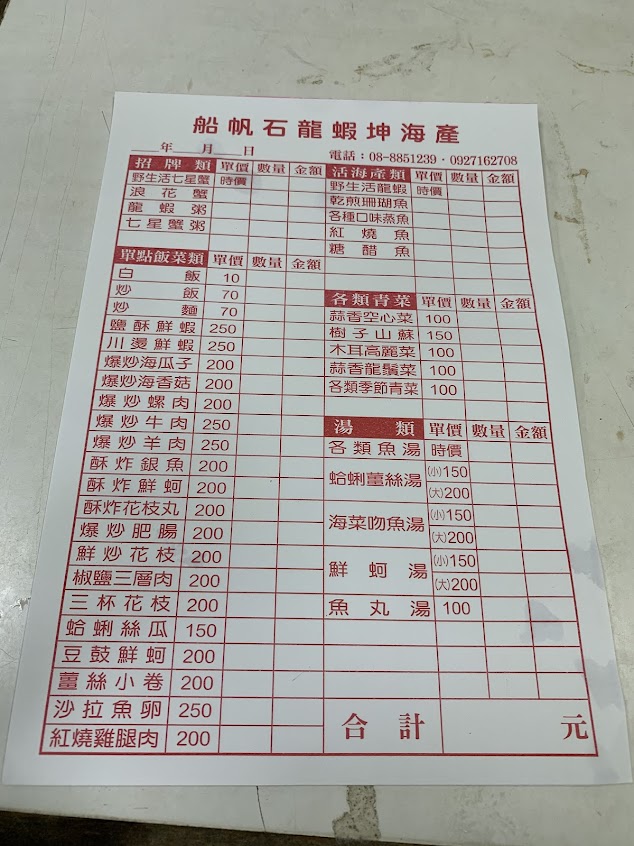 船帆石龍蝦坤海產
年 月 日
電話：08-8851239·0927162708
招牌類 單價 數量 金額
野生活七星蟹 時價
浪花蟹
龍蝦粥
七星蟹粥
單點飯菜類 單價 數量 金額
白飯 10
炒飯 70
炒麵 70
鹽酥鮮蝦 250
川燙鮮蝦 250
爆炒海瓜子 200
爆炒海香菇 200
爆炒螺肉 200
爆炒牛肉 250
爆炒羊肉 250
酥炸銀魚 200
酥炸鮮蚵 200
酥炸花枝丸 200
爆炒肥腸 200
鮮炒花枝 200
椒鹽三層肉 200
三杯花枝 200
蛤蜊絲瓜 150
豆鼓鮮蚵 200
薑絲小卷 200
沙拉魚卵 250
紅燒雞腿肉 200
活海產類 單價 數量 金額
野生活龍蝦 時價
乾煎珊瑚魚
各種口味蒸魚
紅燒魚
糖醋魚
各類青菜 單價 數量 金額
蒜香空心菜 100
樹子山蘇 150
木耳高麗菜 100
蒜香龍鬚菜 100
各類季節青菜 100
湯類 單價 數量 金額
各類魚湯 時價
蛤蜊薑絲湯 (小)150
(大)200
海菜吻魚湯 (小)150
(大)200
鮮蚵湯 (小)150
(大)200
魚丸湯 100
合計 元